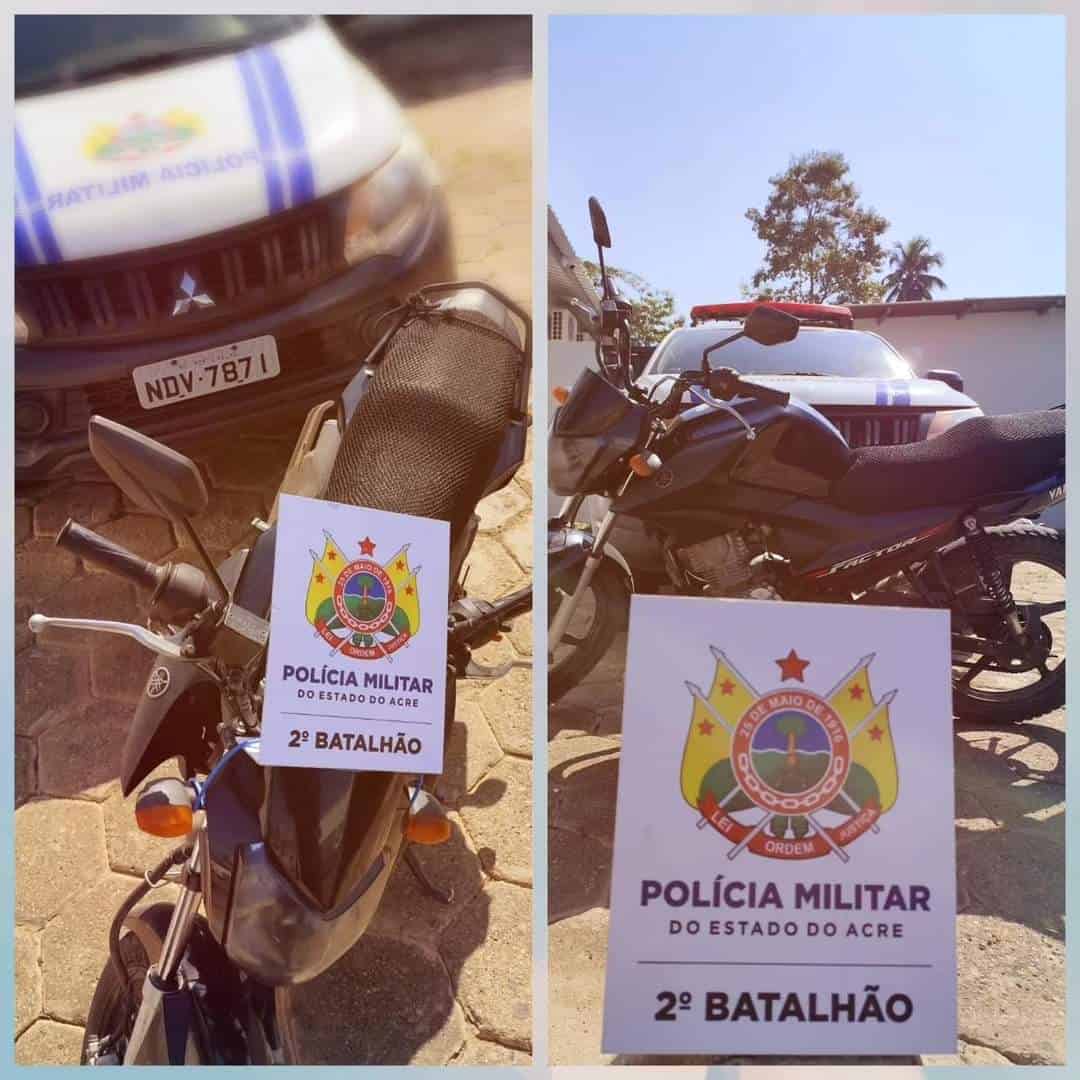 POLÍCIA MILITAR
NDV·7871
25 DE MAIO DE 1916
LEI ORDEM JUSTIÇA
POLÍCIA MILITAR
DO ESTADO DO ACRE
2º BATALHÃO
FACTOR
25 DE MAIO DE 1916
LEI ORDEM JUSTIÇA
POLÍCIA MILITAR
DO ESTADO DO ACRE
2º BATALHÃO